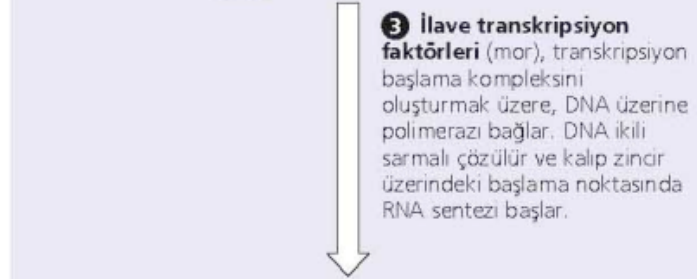 3 İlave transkripsiyon
faktörleri (mor), transkripsiyon
başlama kompleksini
oluşturmak üzere, DNA üzerine
polimerazı bağlar. DNA ikili
sarmalı çözülür ve kalıp zincir
üzerindeki başlama noktasında
RNA sentezi başlar.